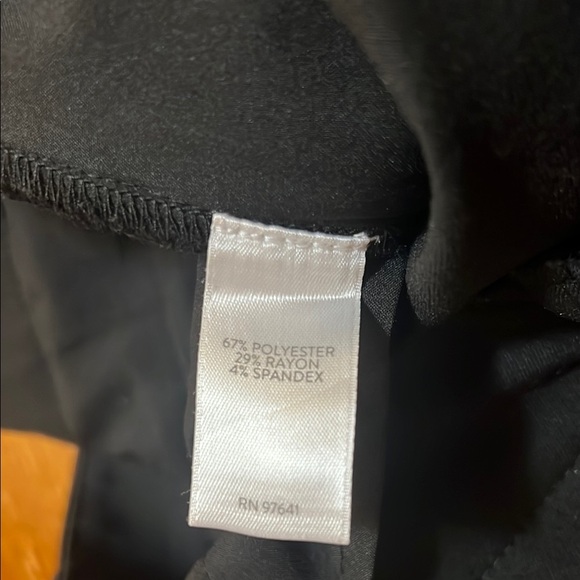 67% POLYESTER
29% RAYON
4% SPANDEX
RN 97641